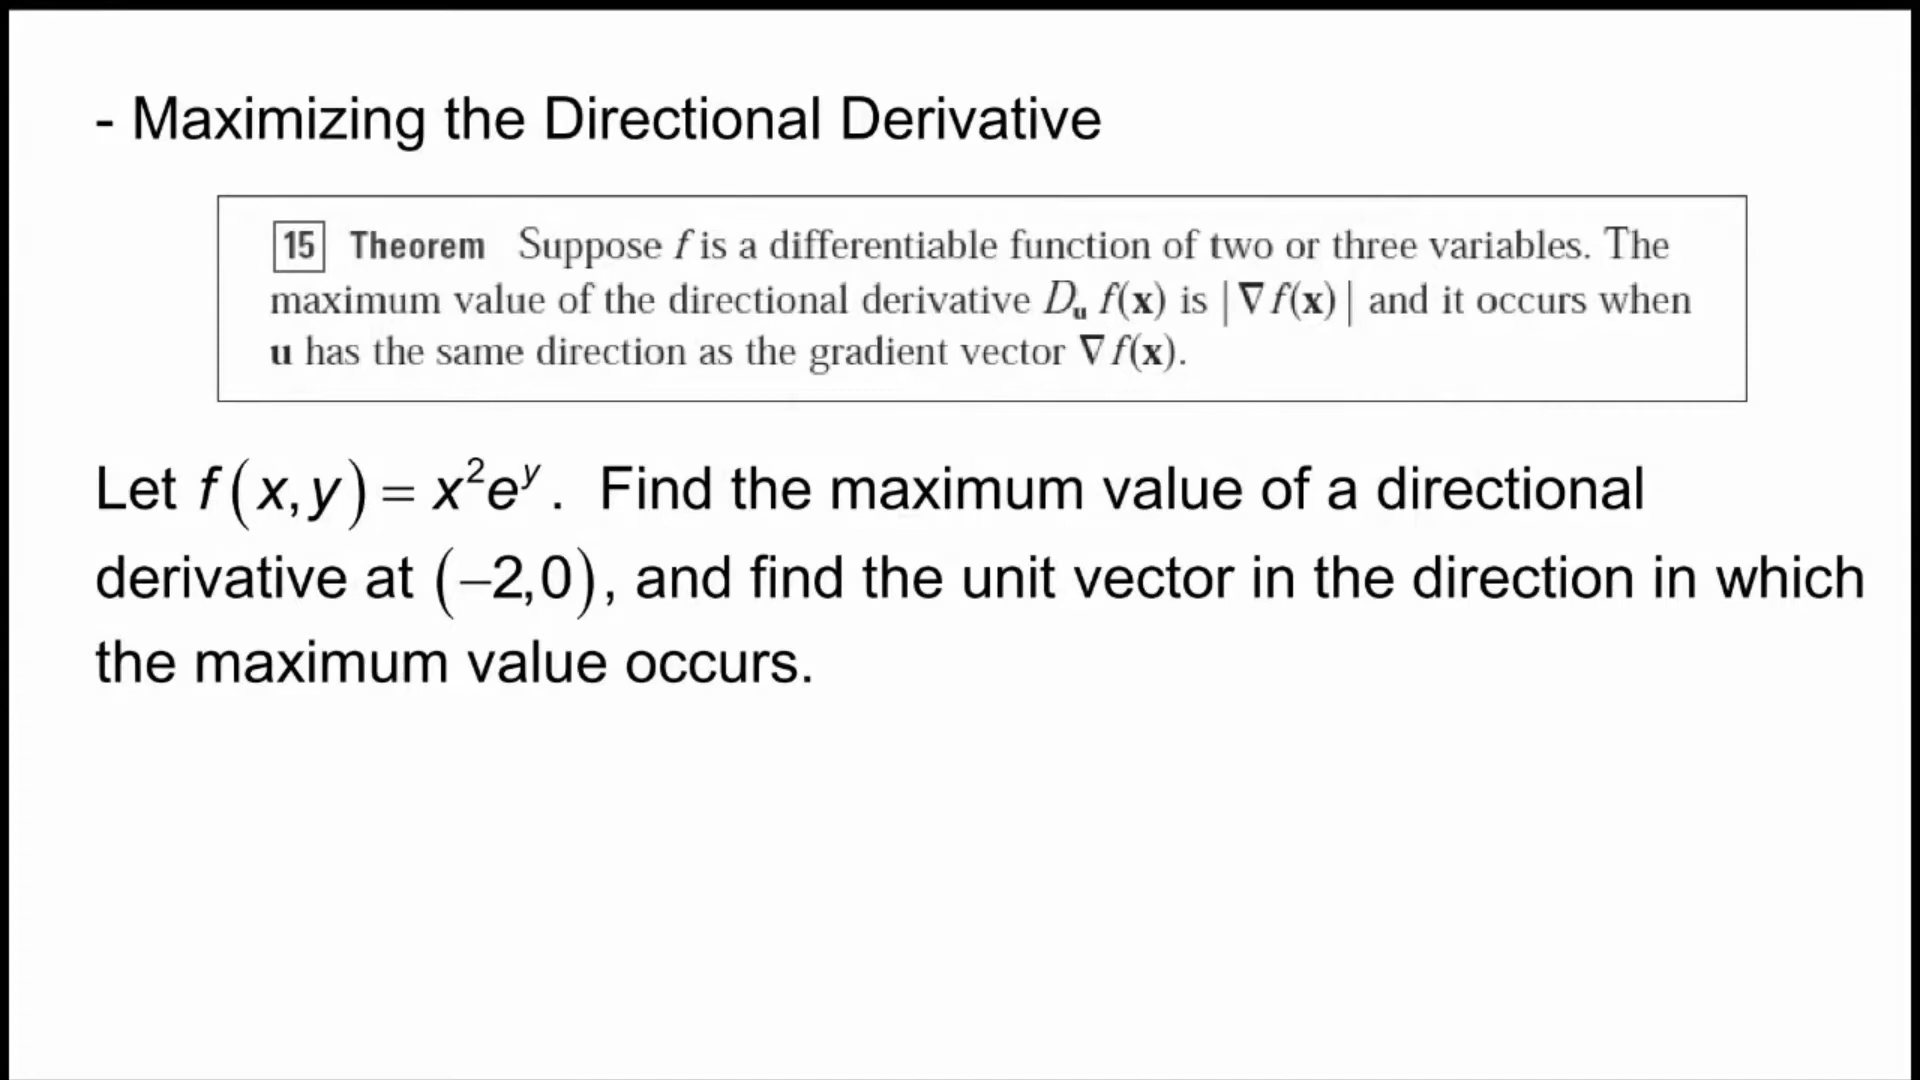 - Maximizing the Directional Derivative
15 Theorem Suppose f is a differentiable function of two or three variables. The
maximum value of the directional derivative Dᵤ f(x) is |∇f(x)| and it occurs when
u has the same direction as the gradient vector ∇f(x).
Let f(x,y) = x²eʸ. Find the maximum value of a directional
derivative at (−2,0), and find the unit vector in the direction in which
the maximum value occurs.